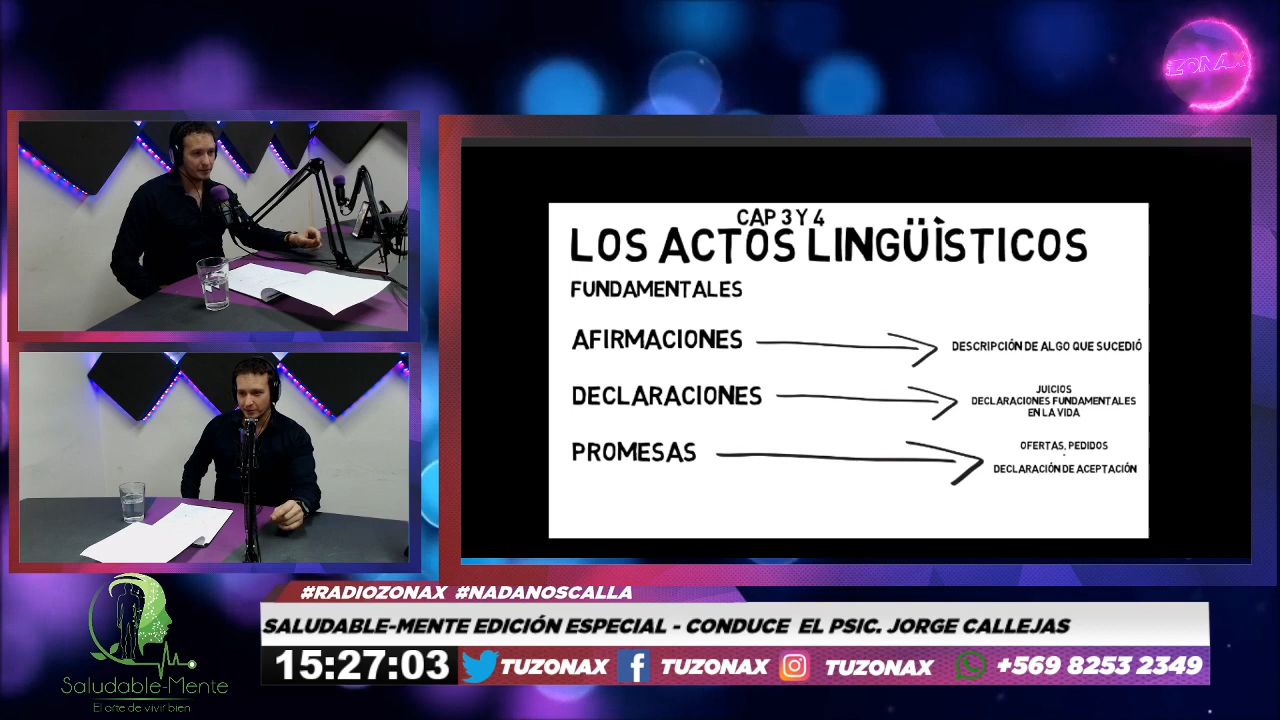 ZONAX
CAP 3 Y 4
LOS ACTOS LINGÜÌSTICOS
FUNDAMENTALES
AFIRMACIONES
DESCRIPCIÓN DE ALGO QUE SUCEDIÓ
DECLARACIONES
JUICIOS
DECLARACIONES FUNDAMENTALES
EN LA VIDA
PROMESAS
OFERTAS, PEDIDOS
-
DECLARACIÓN DE ACEPTACIÓN
#RADIOZONAX #NADANOSCALLA
SALUDABLE-MENTE EDICIÓN ESPECIAL - CONDUCE EL PSIC. JORGE CALLEJAS
15:27:03 TUZONAX TUZONAX TUZONAX +569 8253 2349
Saludable-Mente
El arte de vivir bien